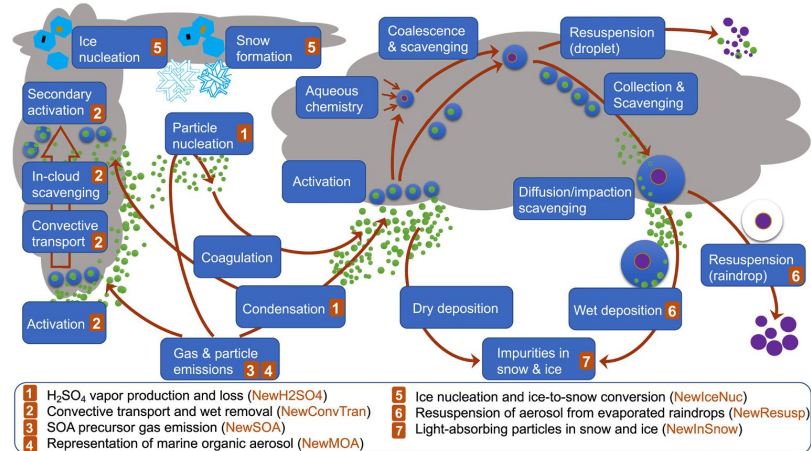 Ice
nucleation 5
Snow
formation 5
Coalescence
& scavenging
Resuspension
(droplet)
Secondary
activation 2
Particle
nucleation 1
Aqueous
chemistry
Collection &
Scavenging
In-cloud
scavenging 2
Activation
Diffusion/impaction
scavenging
Convective
transport 2
Coagulation
Resuspension
(raindrop) 6
Activation 2
Condensation 1
Dry deposition
Wet deposition 6
Gas & particle
emissions 3 4
Impurities in
snow & ice 7
1 H₂SO₄ vapor production and loss (NewH2SO4)
2 Convective transport and wet removal (NewConvTran)
3 SOA precursor gas emission (NewSOA)
4 Representation of marine organic aerosol (NewMOA)
5 Ice nucleation and ice-to-snow conversion (NewIceNuc)
6 Resuspension of aerosol from evaporated raindrops (NewResusp)
7 Light-absorbing particles in snow and ice (NewInSnow)